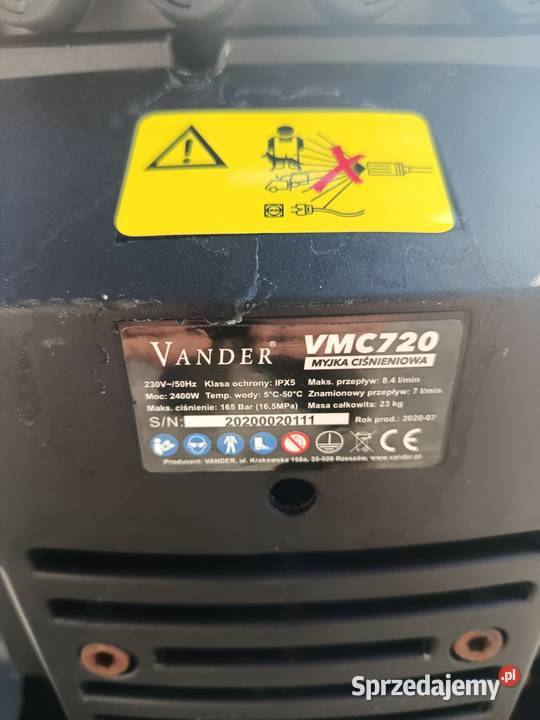 VANDER® VMC720
MYJKA CIŚNIENIOWA
230V~/50Hz Klasa ochrony: IPX5 Maks. przepływ: 8.4 l/min
Moc: 2400W Temp. wody: 5°C-50°C Znamionowy przepływ: 7 l/min
Maks. ciśnienie: 165 Bar (16.5MPa) Masa całkowita: 23 kg
S/N: 20200020111 Rok prod.: 2020-07
CE
Producent: VANDER, ul. Krakowska 156a, 35-506 Rzeszów, www.vander.pl
Sprzedajemy.pl